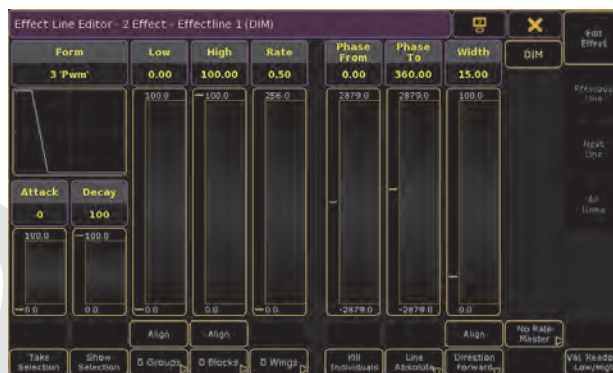 Effect Line Editor - 2 Effect - Effectline 1 (DIM)
Edit Effect
Form
3 'Pwm'
Low
0.00
High
100.00
Rate
0.50
Phase From
0.00
Phase To
360.00
Width
15.00
DIM
100.0
100.0
256.0
2879.0
2879.0
100.0
Previous Line
Next Line
All Lines
Attack
0
Decay
100
100.0
100.0
0.0
0.0
0.0
0.0
0.0
-2879.0
-2879.0
0.0
Align
Align
Align
No Rate Master
Take Selection
Show Selection
0 Groups
0 Blocks
0 Wings
Kill Individuals
Line Absolute
Direction Forward
Val. Readout
Low/High